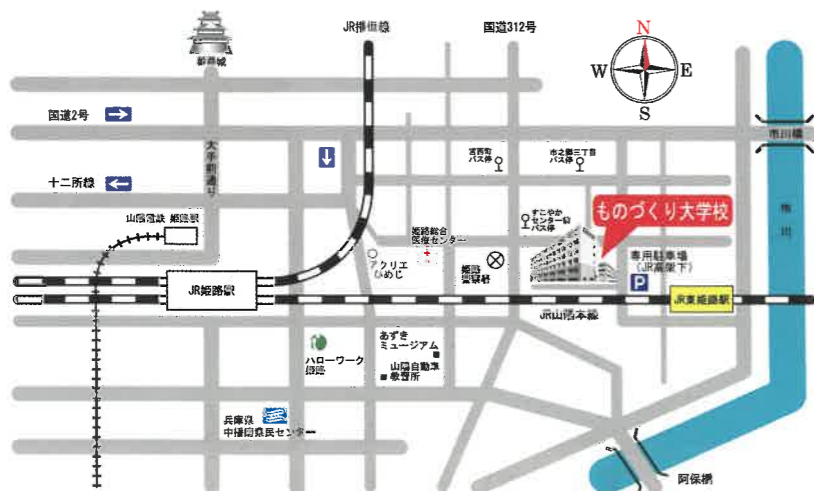 JR播但線
国道312号
姫路城
N
W
E
S
国道2号
大手前通り
市川橋
宮西町
バス停
市之郷三丁目
バス停
十二所線
市川
山陽電鉄 姫路駅
すこやか
センター前
バス停
ものづくり大学校
姫路総合
医療センター
アクリエ
ひめじ
姫路
警察署
専用駐車場
(JR高架下)
P
JR姫路駅
JR山陽本線
JR東姫路駅
あずき
ミュージアム
ハローワーク
姫路
山陽自動車
教習所
兵庫県
中播磨県民センター
阿保橋